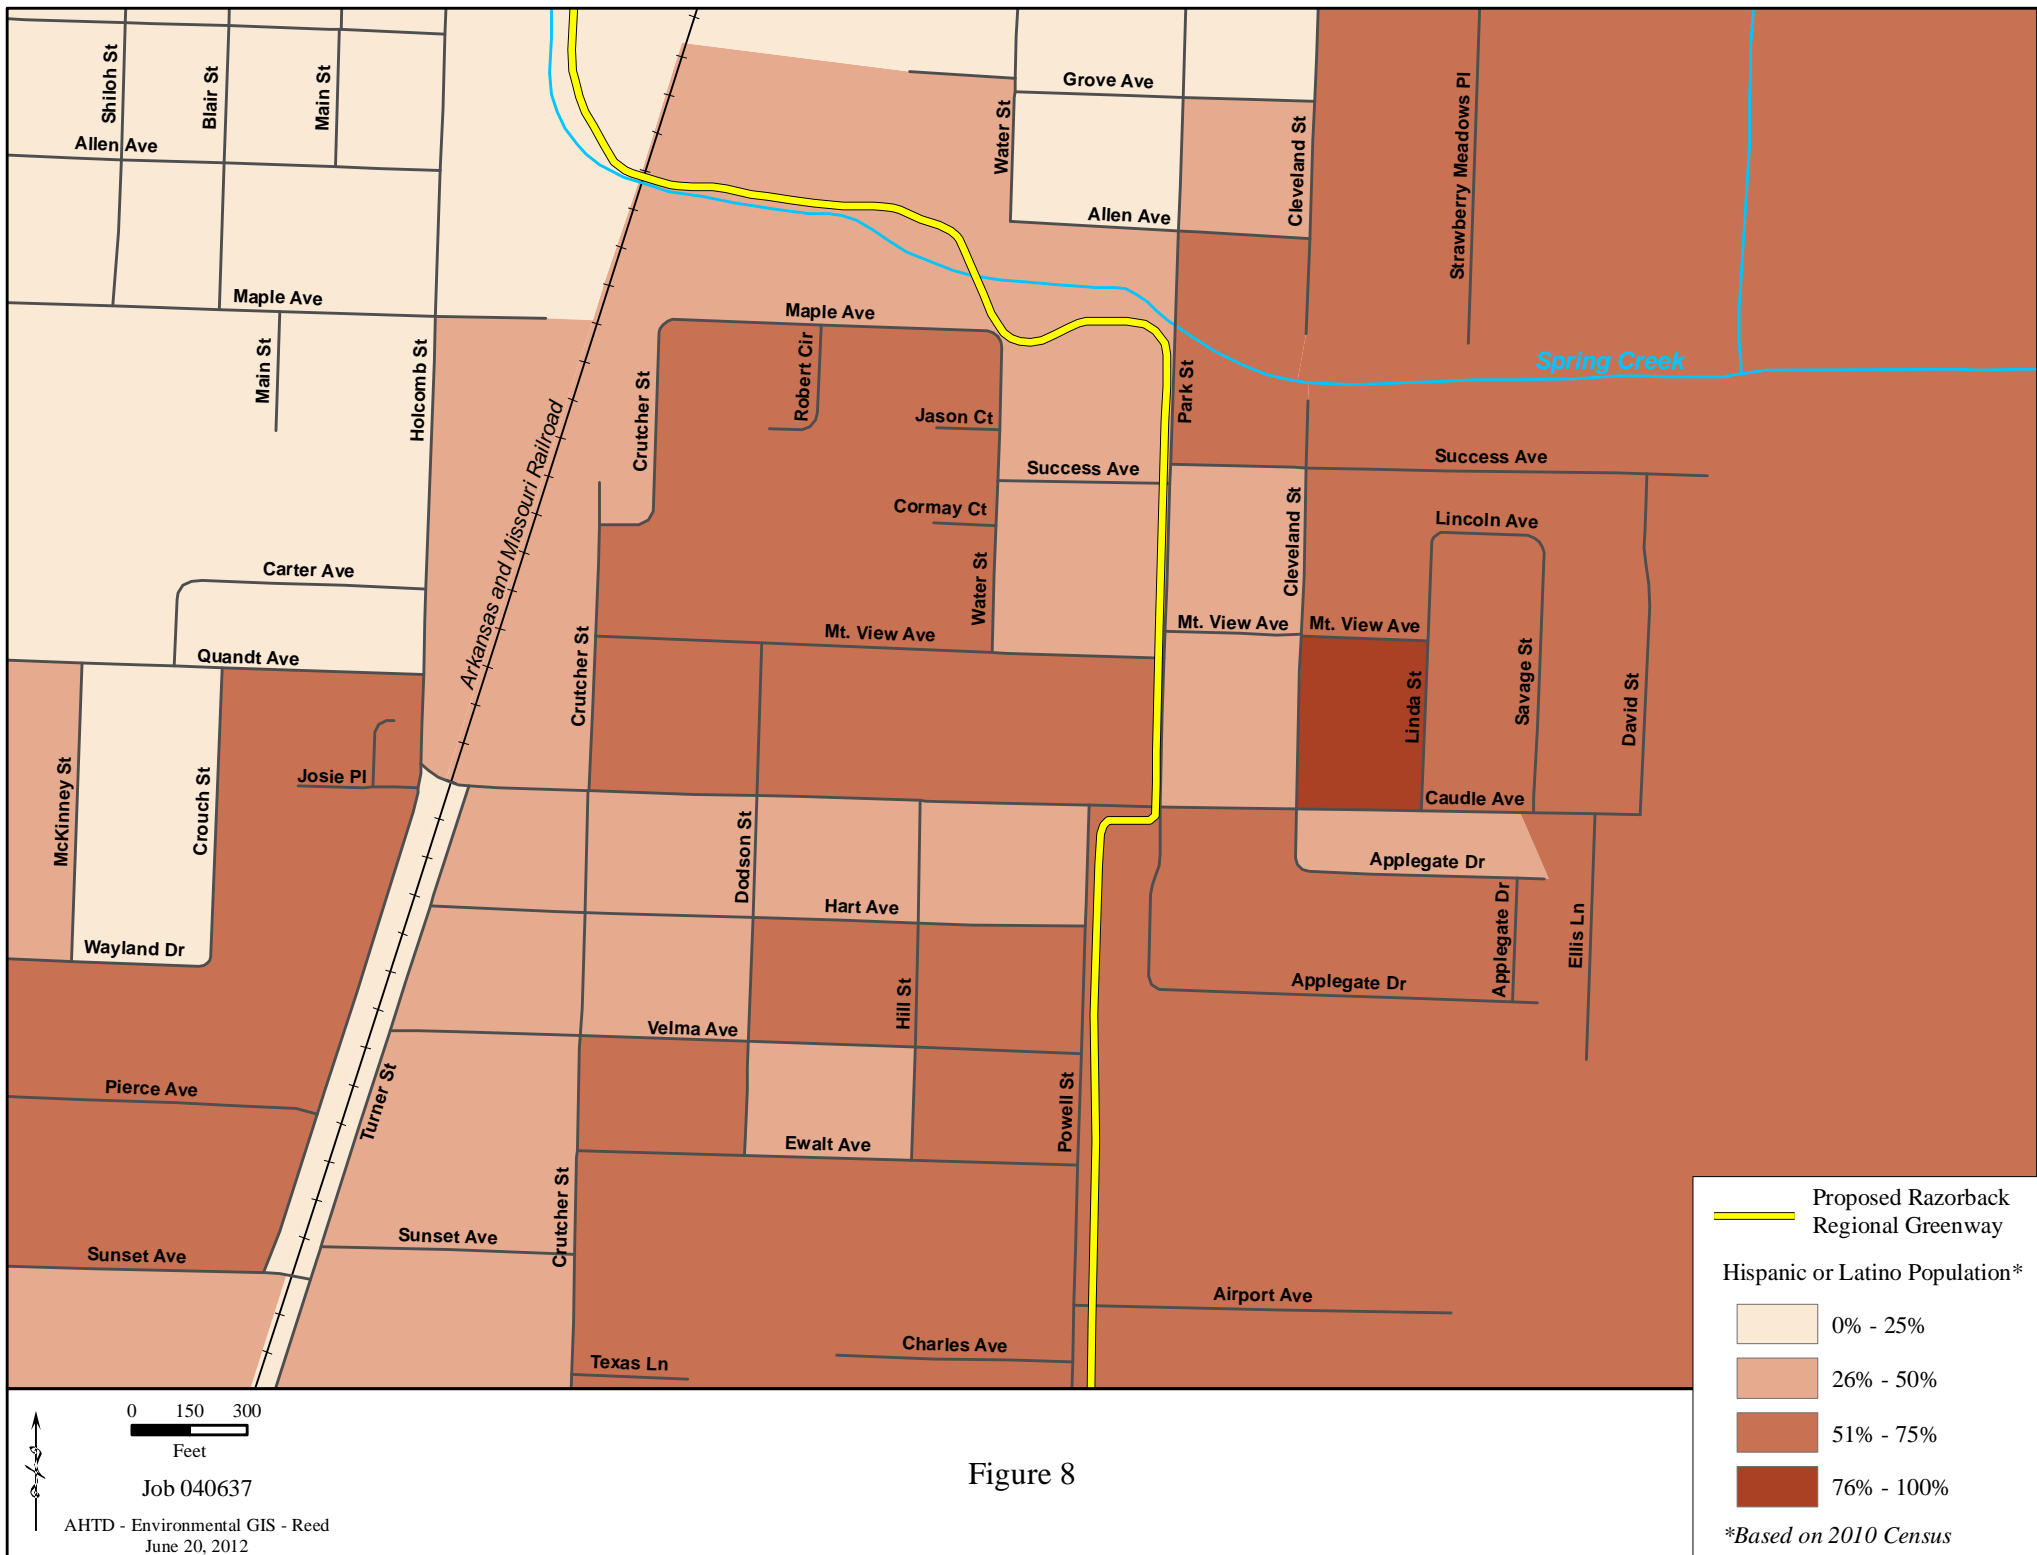 Shiloh St
Blair St
Main St
Allen Ave
Grove Ave
Water St
Cleveland St
Strawberry Meadows Pl
Allen Ave
Maple Ave
Maple Ave
Main St
Holcomb St
Crutcher St
Robert Cir
Jason Ct
Park St
Spring Creek
Arkansas and Missouri Railroad
Success Ave
Success Ave
Cormay Ct
Cleveland St
Lincoln Ave
Carter Ave
Water St
Crutcher St
Mt. View Ave
Mt. View Ave
Mt. View Ave
Quandt Ave
Linda St
Savage St
David St
McKinney St
Crouch St
Josie Pl
Caudle Ave
Dodson St
Applegate Dr
Hart Ave
Applegate Dr
Ellis Ln
Wayland Dr
Hill St
Applegate Dr
Velma Ave
Pierce Ave
Turner St
Powell St
Ewalt Ave
Crutcher St
Sunset Ave
Sunset Ave
Airport Ave
Charles Ave
Texas Ln
Proposed Razorback
Regional Greenway
Hispanic or Latino Population*
0% - 25%
26% - 50%
51% - 75%
76% - 100%
*Based on 2010 Census
0 150 300
Feet
Job 040637
AHTD - Environmental GIS - Reed
June 20, 2012
Figure 8